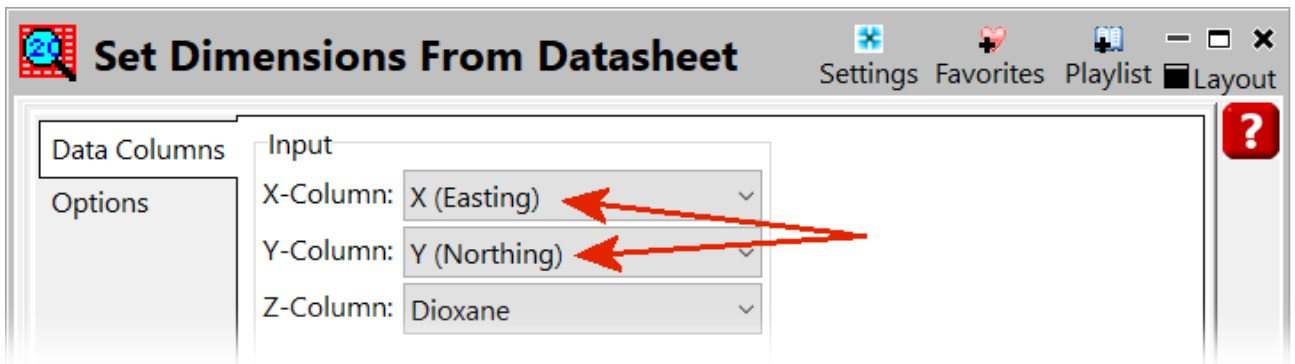 Set Dimensions From Datasheet
Settings Favorites Playlist Layout
?
Data Columns
Options
Input
X-Column: X (Easting)
Y-Column: Y (Northing)
Z-Column: Dioxane